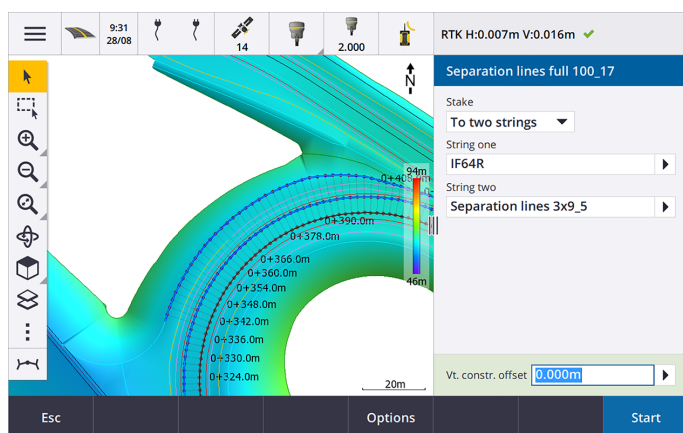 9:31
28/08
14
2.000
RTK H:0.007m V:0.016m
Separation lines full 100_17
Stake
To two strings
String one
IF64R
String two
Separation lines 3x9_5
N
94m
46m
0+390.0m
0+378.0m
0+366.0m
0+360.0m
0+354.0m
0+348.0m
0+342.0m
0+336.0m
0+330.0m
0+324.0m
20m
Vt. constr. offset 0.000m
Esc
Options
Start